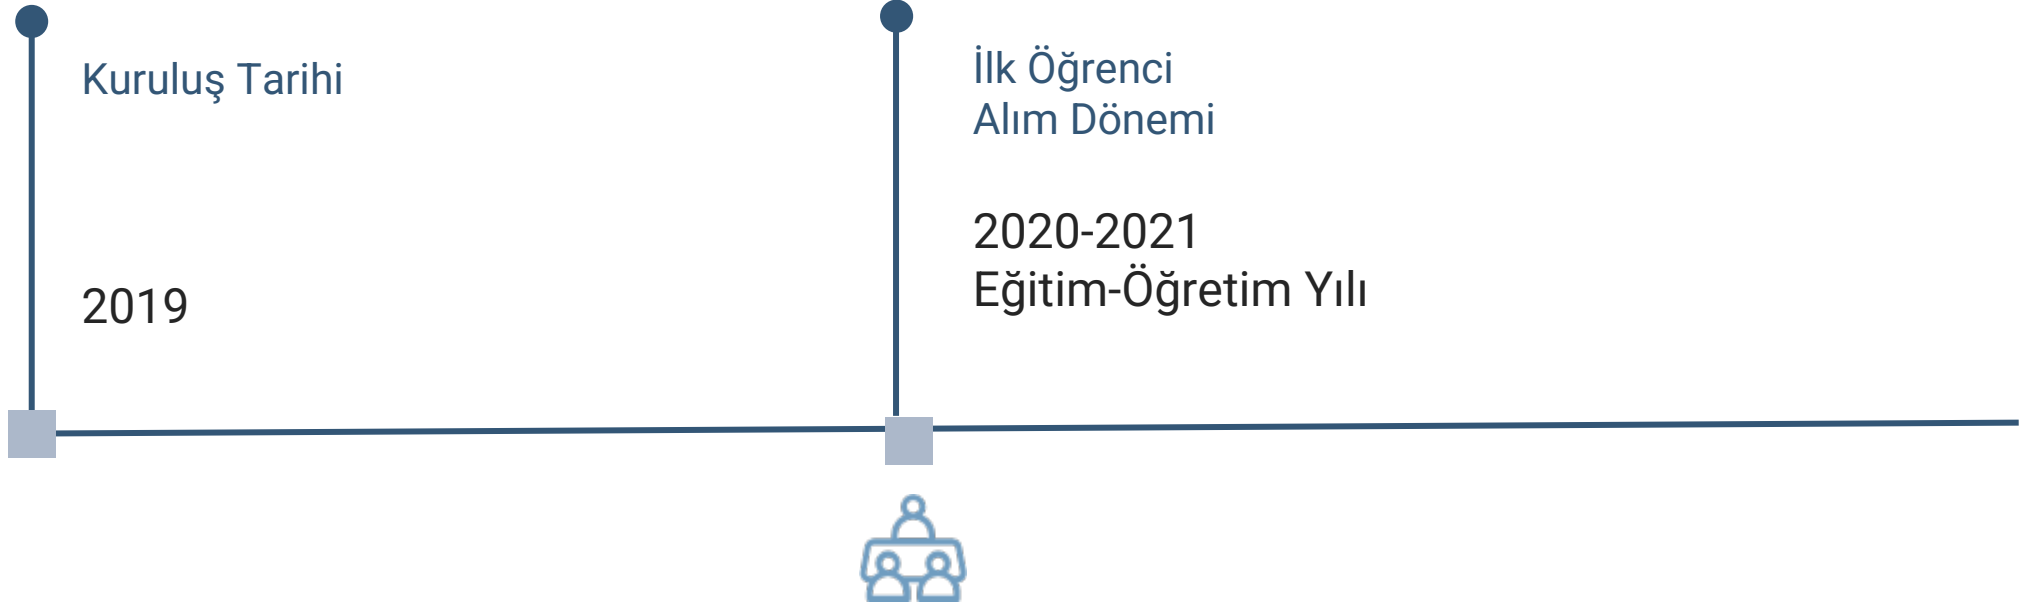 Kuruluş Tarihi
2019
İlk Öğrenci
Alım Dönemi
2020-2021
Eğitim-Öğretim Yılı